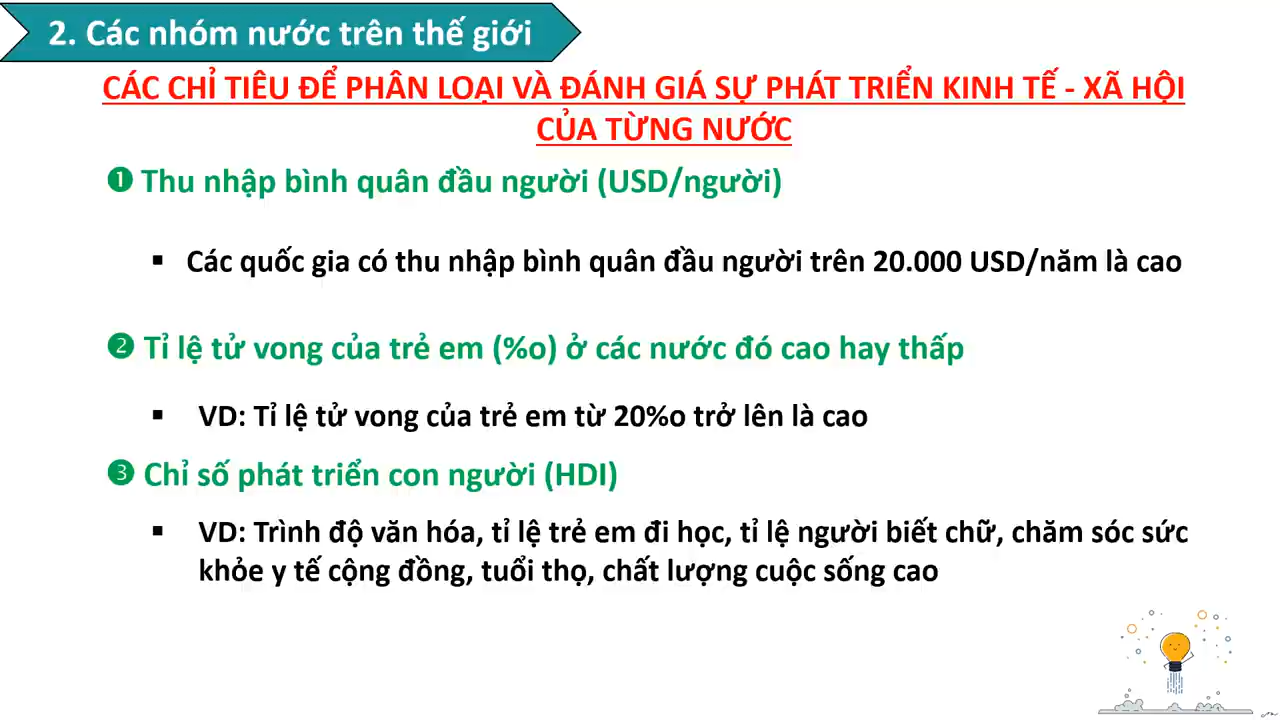 2. Các nhóm nước trên thế giới
CÁC CHỈ TIÊU ĐỂ PHÂN LOẠI VÀ ĐÁNH GIÁ SỰ PHÁT TRIỂN KINH TẾ - XÃ HỘI
CỦA TỪNG NƯỚC
❶ Thu nhập bình quân đầu người (USD/người)
▪ Các quốc gia có thu nhập bình quân đầu người trên 20.000 USD/năm là cao
❷ Tỉ lệ tử vong của trẻ em (%o) ở các nước đó cao hay thấp
▪ VD: Tỉ lệ tử vong của trẻ em từ 20%o trở lên là cao
❸ Chỉ số phát triển con người (HDI)
▪ VD: Trình độ văn hóa, tỉ lệ trẻ em đi học, tỉ lệ người biết chữ, chăm sóc sức
khỏe y tế cộng đồng, tuổi thọ, chất lượng cuộc sống cao